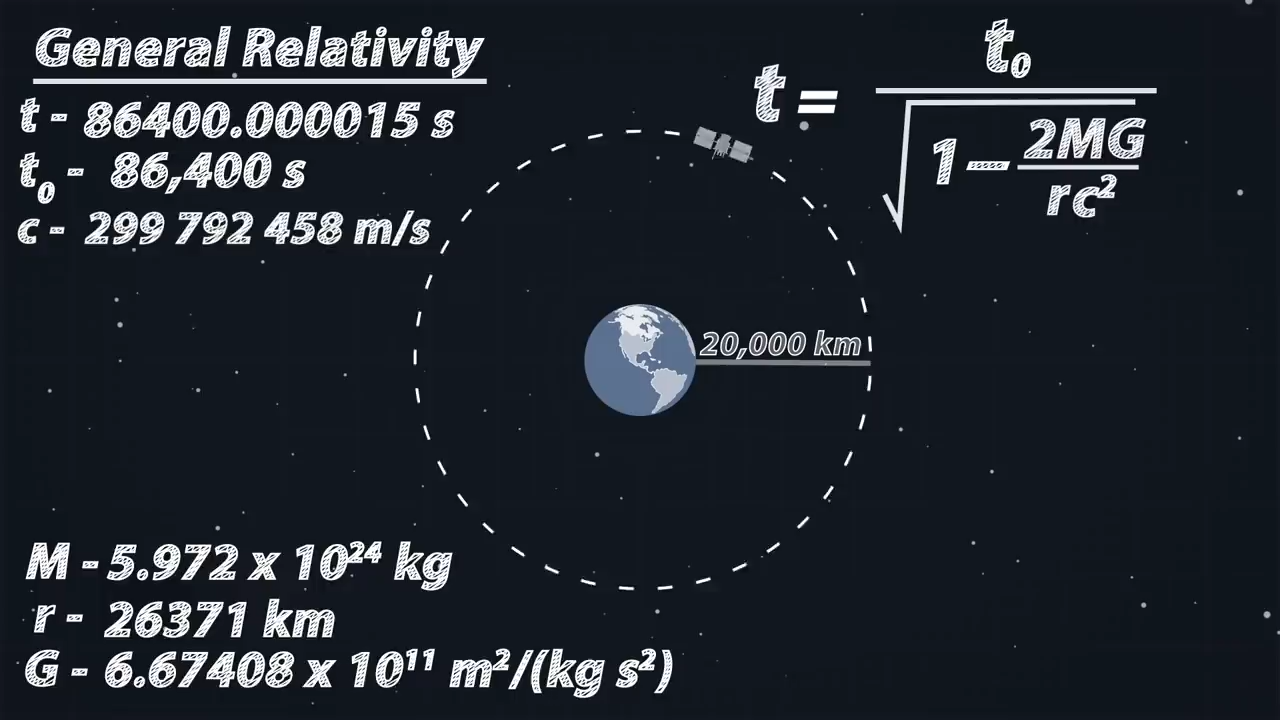 General Relativity
t - 86400.000015 s
t₀ - 86,400 s
c - 299 792 458 m/s
t = t₀ / √(1 - 2MG / rc²)
20,000 km
M - 5.972 x 10²⁴ kg
r - 26371 km
G - 6.67408 x 10¹¹ m²/(kg s²)